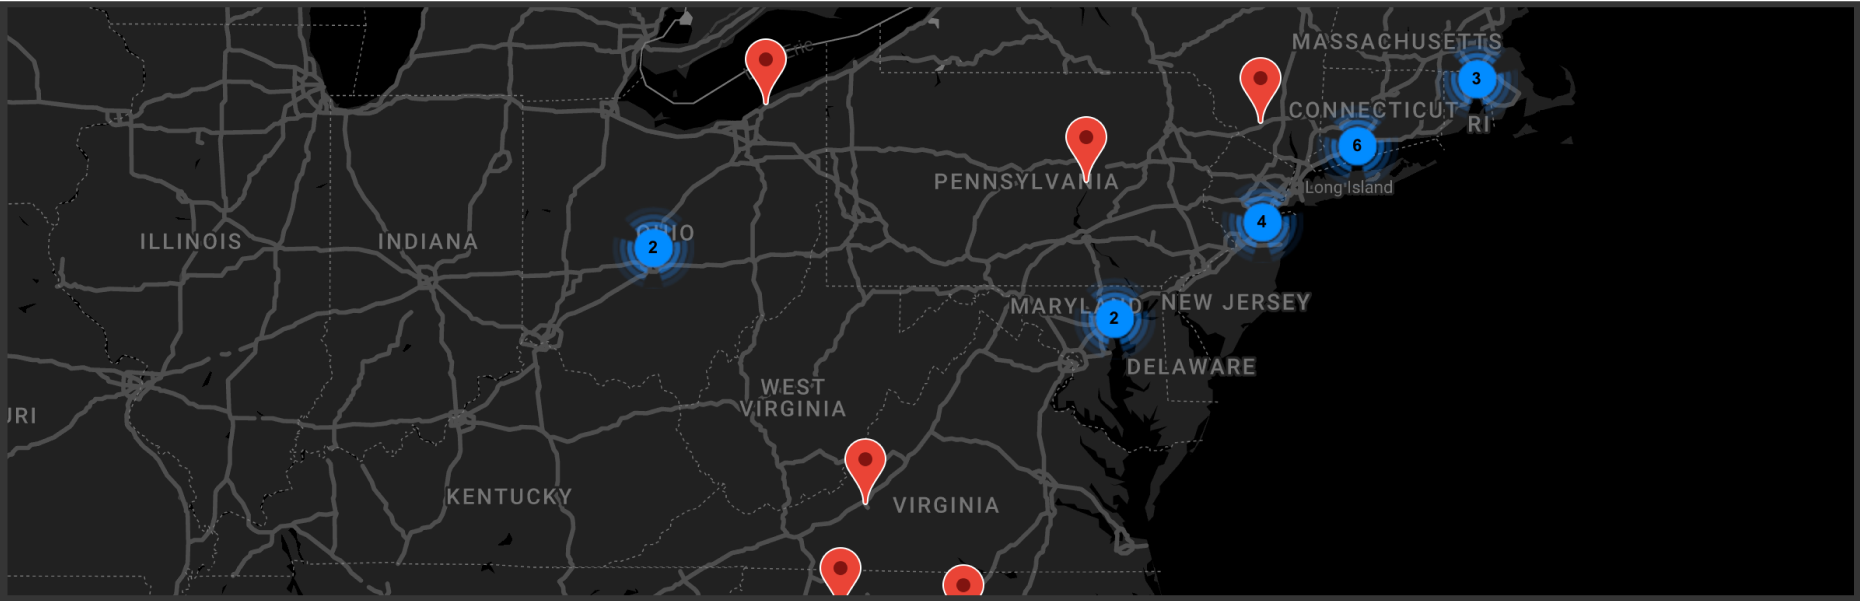 Erie
MASSACHUSETTS
3
CONNECTICUT
RI
6
PENNSYLVANIA
Long Island
4
ILLINOIS
INDIANA
OHIO
2
MARYLAND
NEW JERSEY
2
DELAWARE
WEST
VIRGINIA
URI
KENTUCKY
VIRGINIA